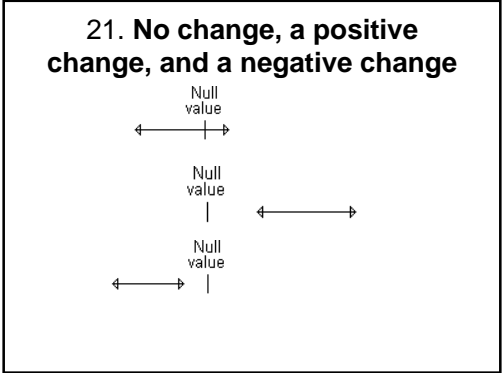 21. No change, a positive
change, and a negative change
Null
value
Null
value
Null
value